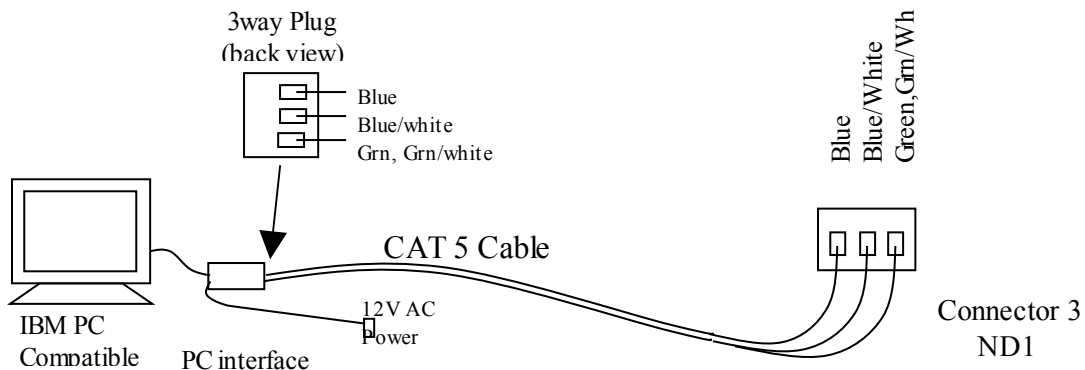 3way Plug
(back view)
Blue
Blue/white
Grn, Grn/white
Blue
Blue/White
Green,Grn/Wh
CAT 5 Cable
12V AC
Power
IBM PC
Compatible
PC interface
Connector 3
ND1